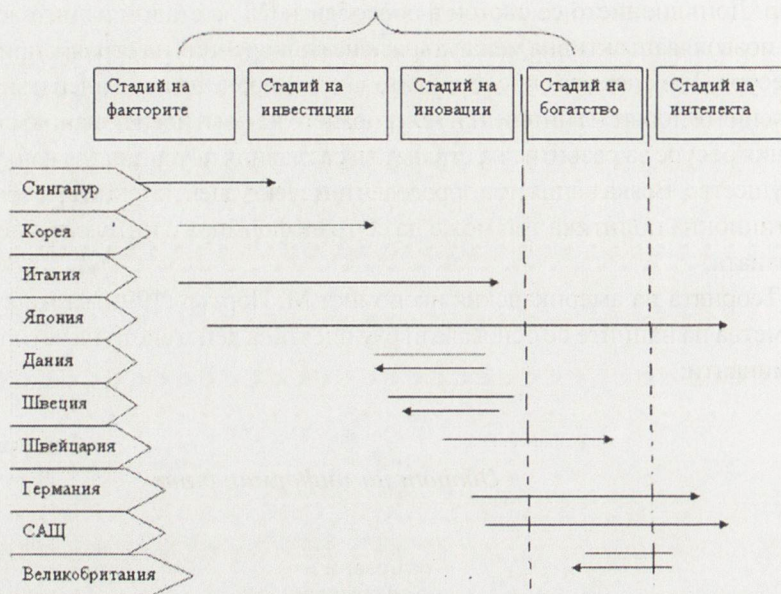 Стадий на
факторите
Стадий на
инвестиции
Стадий на
иновации
Стадий на
богатство
Стадий на
интелекта
Сингапур
Корея
Италия
Япония
Дания
Швеция
Швейцария
Германия
САЩ
Великобритания